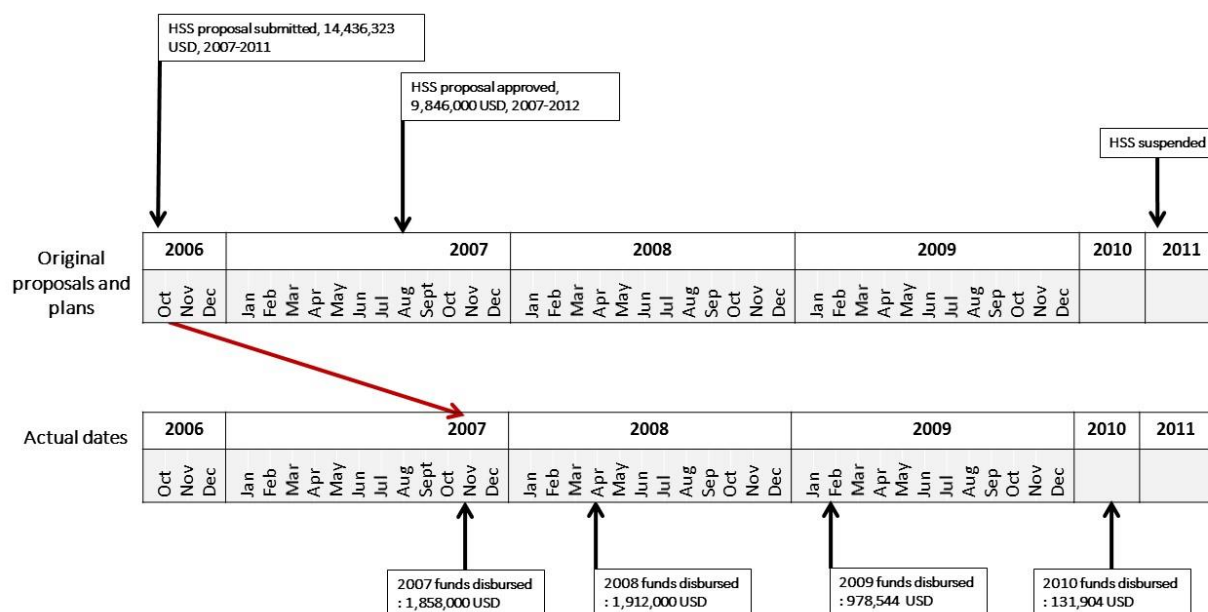 HSS proposal submitted, 14,436,323
USD, 2007-2011
HSS proposal approved,
9,846,000 USD, 2007-2012
HSS suspended
Original
proposals and
plans
2006 2007 2008 2009 2010 2011
Oct Nov Dec Jan Feb Mar Apr May Jun Jul Aug Sept Oct Nov Dec Jan Feb Mar Apr May Jun Jul Aug Sep Oct Nov Dec Jan Feb Mar Apr May Jun Jul Aug Sep Oct Nov Dec
Actual dates
2006 2007 2008 2009 2010 2011
Oct Nov Dec Jan Feb Mar Apr May Jun Jul Aug Sept Oct Nov Dec Jan Feb Mar Apr May Jun Jul Aug Sep Oct Nov Dec Jan Feb Mar Apr May Jun Jul Aug Sep Oct Nov Dec
2007 funds disbursed
: 1,858,000 USD
2008 funds disbursed
: 1,912,000 USD
2009 funds disbursed
: 978,544 USD
2010 funds disbursed
: 131,904 USD